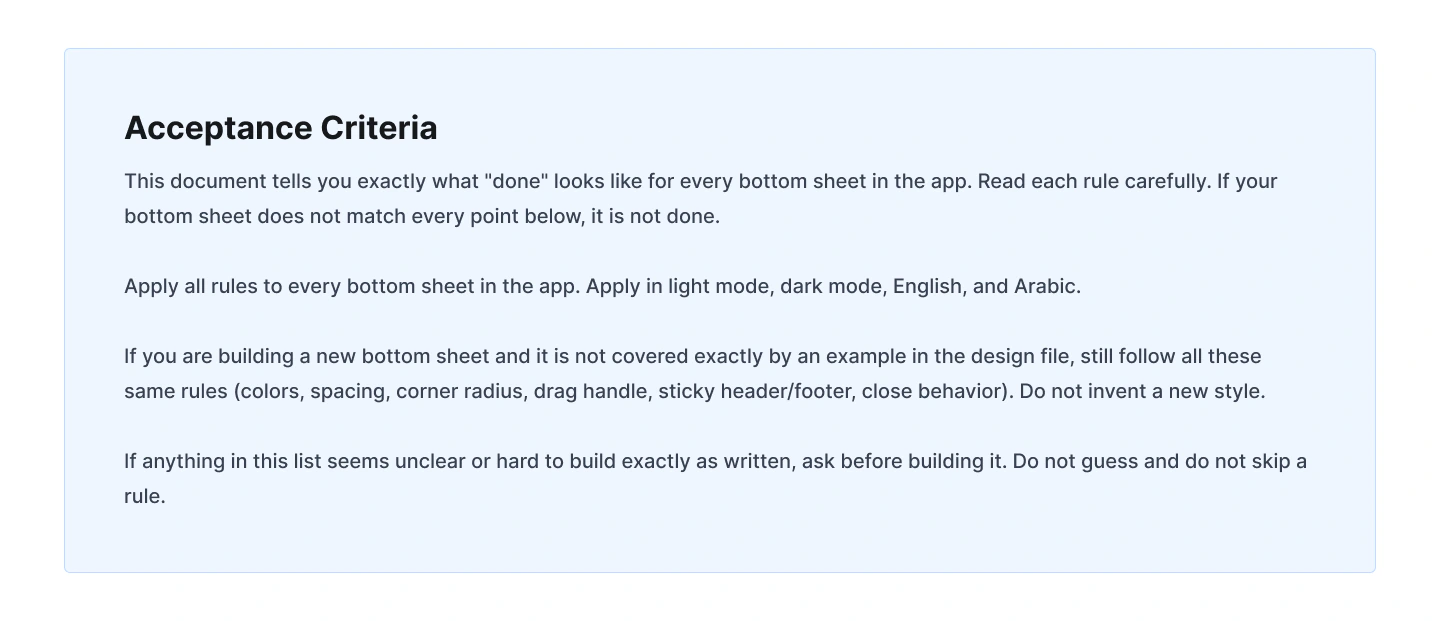 Acceptance Criteria
This document tells you exactly what "done" looks like for every bottom sheet in the app. Read each rule carefully. If your
bottom sheet does not match every point below, it is not done.
Apply all rules to every bottom sheet in the app. Apply in light mode, dark mode, English, and Arabic.
If you are building a new bottom sheet and it is not covered exactly by an example in the design file, still follow all these
same rules (colors, spacing, corner radius, drag handle, sticky header/footer, close behavior). Do not invent a new style.
If anything in this list seems unclear or hard to build exactly as written, ask before building it. Do not guess and do not skip a
rule.